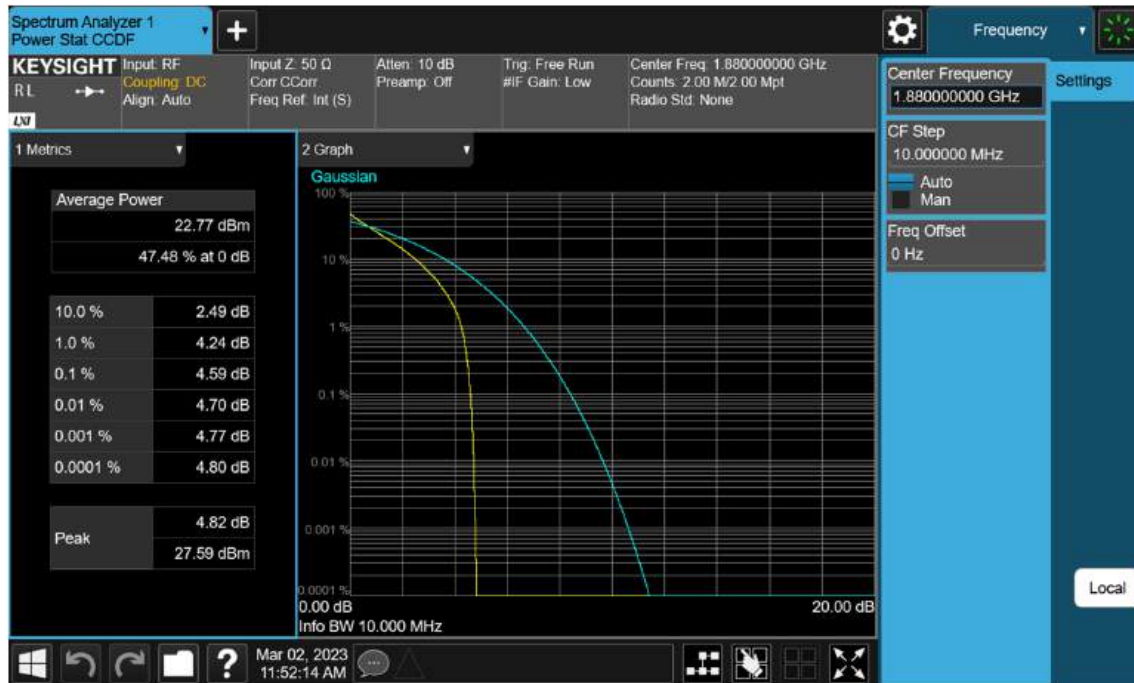 Spectrum Analyzer 1
Power Stat CCDF
+
Frequency
KEYSIGHT
RL
LXI
Input: RF
Coupling: DC
Align: Auto
Input Z: 50 Ω
Corr CCorr
Freq Ref: Int (S)
Atten: 10 dB
Preamp: Off
Trig: Free Run
#IF Gain: Low
Center Freq: 1.880000000 GHz
Counts: 2.00 M/2.00 Mpt
Radio Std: None
Center Frequency
1.880000000 GHz
Settings
CF Step
10.000000 MHz
Auto
Man
Freq Offset
0 Hz
1 Metrics
Average Power
22.77 dBm
47.48 % at 0 dB
10.0 % 2.49 dB
1.0 % 4.24 dB
0.1 % 4.59 dB
0.01 % 4.70 dB
0.001 % 4.77 dB
0.0001 % 4.80 dB
Peak
4.82 dB
27.59 dBm
2 Graph
Gaussian
100 %
10 %
1 %
0.1 %
0.01 %
0.001 %
0.0001 %
0.00 dB 20.00 dB
Info BW 10.000 MHz
Local
?
Mar 02, 2023
11:52:14 AM